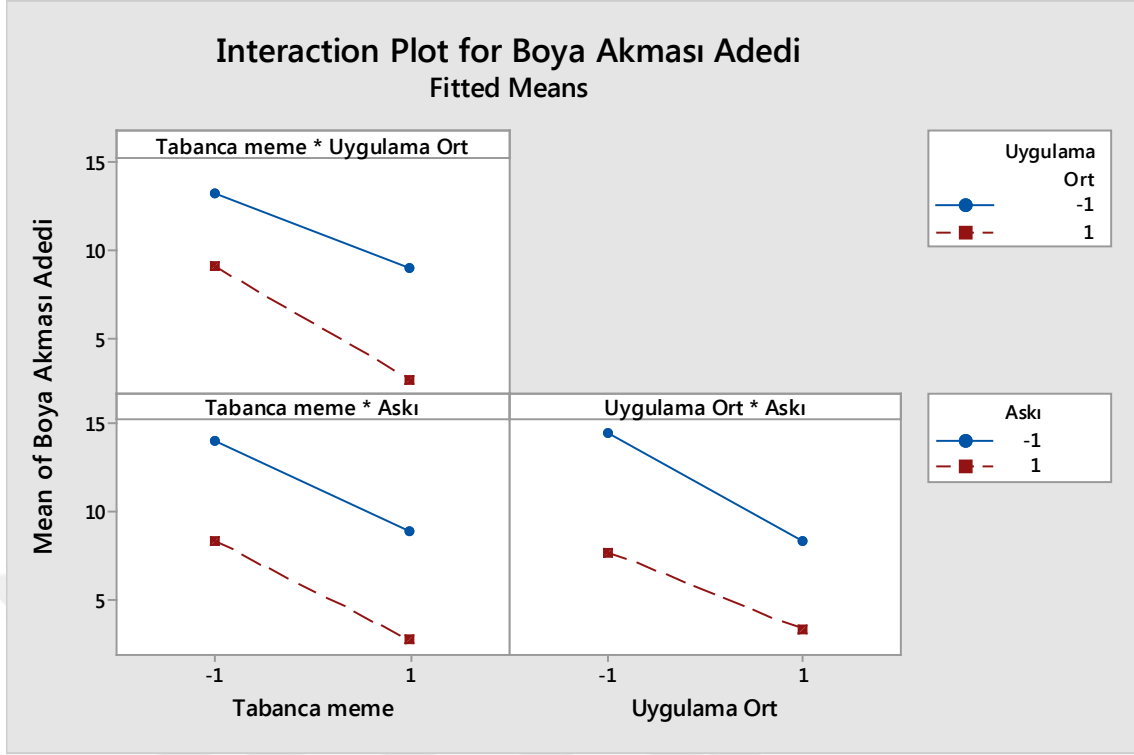 Interaction Plot for Boya Akması Adedi
Fitted Means
Mean of Boya Akması Adedi
Tabanca meme * Uygulama Ort
15
10
5
Uygulama
Ort
-1
1
Tabanca meme * Askı
Uygulama Ort * Askı
15
10
5
Askı
-1
1
-1
1
-1
1
Tabanca meme
Uygulama Ort